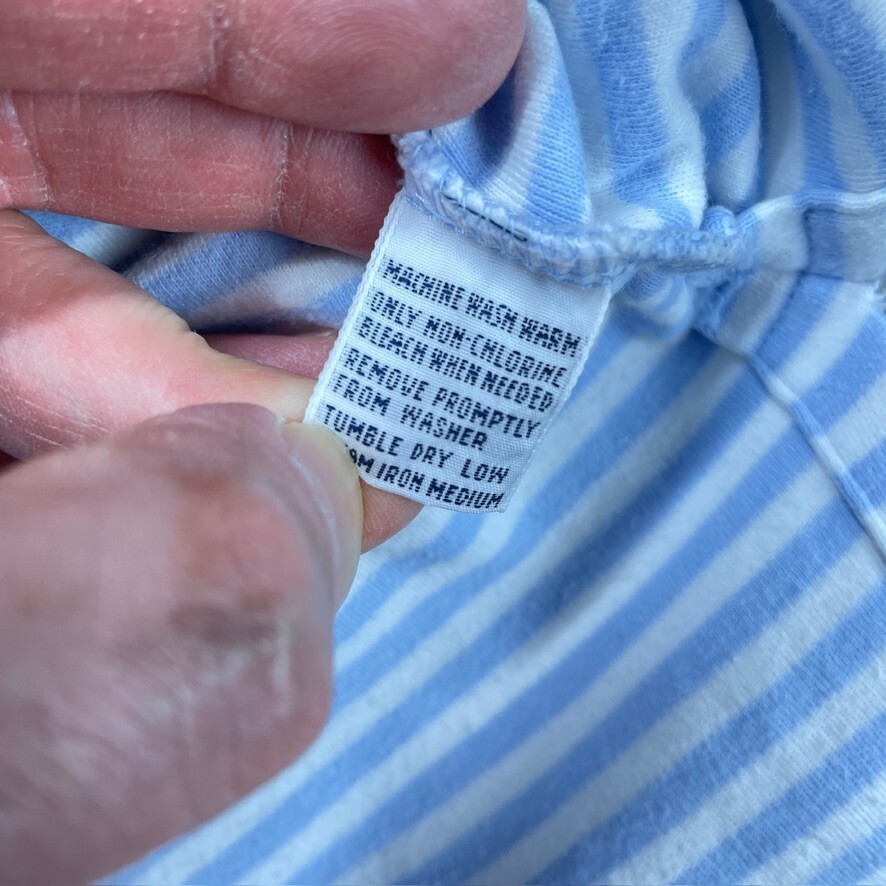 MACHINE WASH WARM
ONLY NON-CHLORINE
BLEACH WHEN NEEDED
REMOVE PROMPTLY
FROM WASHER
TUMBLE DRY LOW
IRON MEDIUM